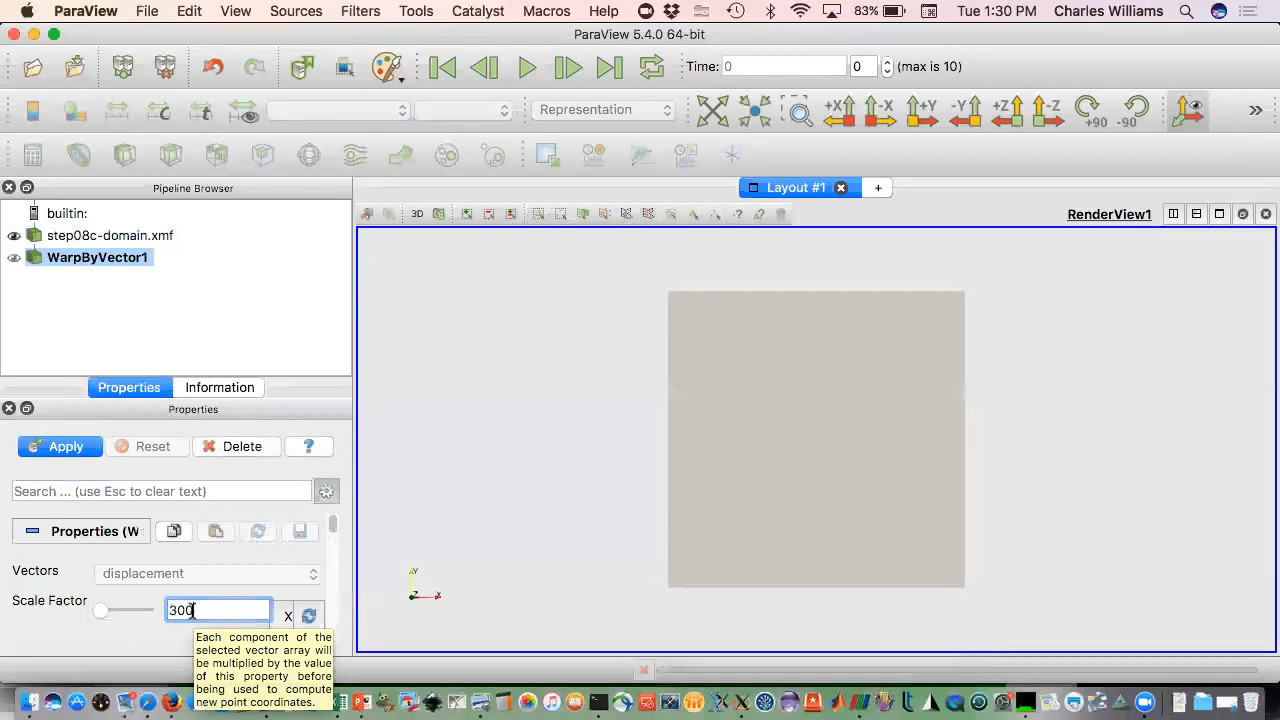 ParaView File Edit View Sources Filters Tools Catalyst Macros Help 83% Tue 1:30 PM Charles Williams
ParaView 5.4.0 64-bit
Time: 0 0 (max is 10)
Representation +X -X +Y -Y +Z -Z +90 -90 »
Pipeline Browser
Layout #1 +
builtin:
3D RenderView1
step08c-domain.xmf
WarpByVector1
Properties Information
Properties
Apply Reset Delete ?
Search ... (use Esc to clear text)
Properties (W
Vectors displacement
Scale Factor 300 X
Each component of the
selected vector array will
be multiplied by the value
of this property before
being used to compute
new point coordinates.
Y
Z X